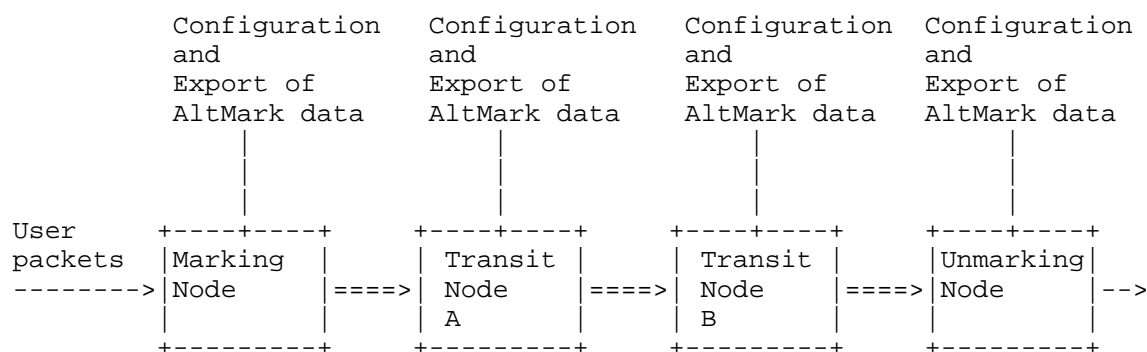 Configuration Configuration Configuration Configuration
and and and and
Export of Export of Export of Export of
AltMark data AltMark data AltMark data AltMark data
User
packets Marking Transit Transit Unmarking
Node Node Node Node
A B